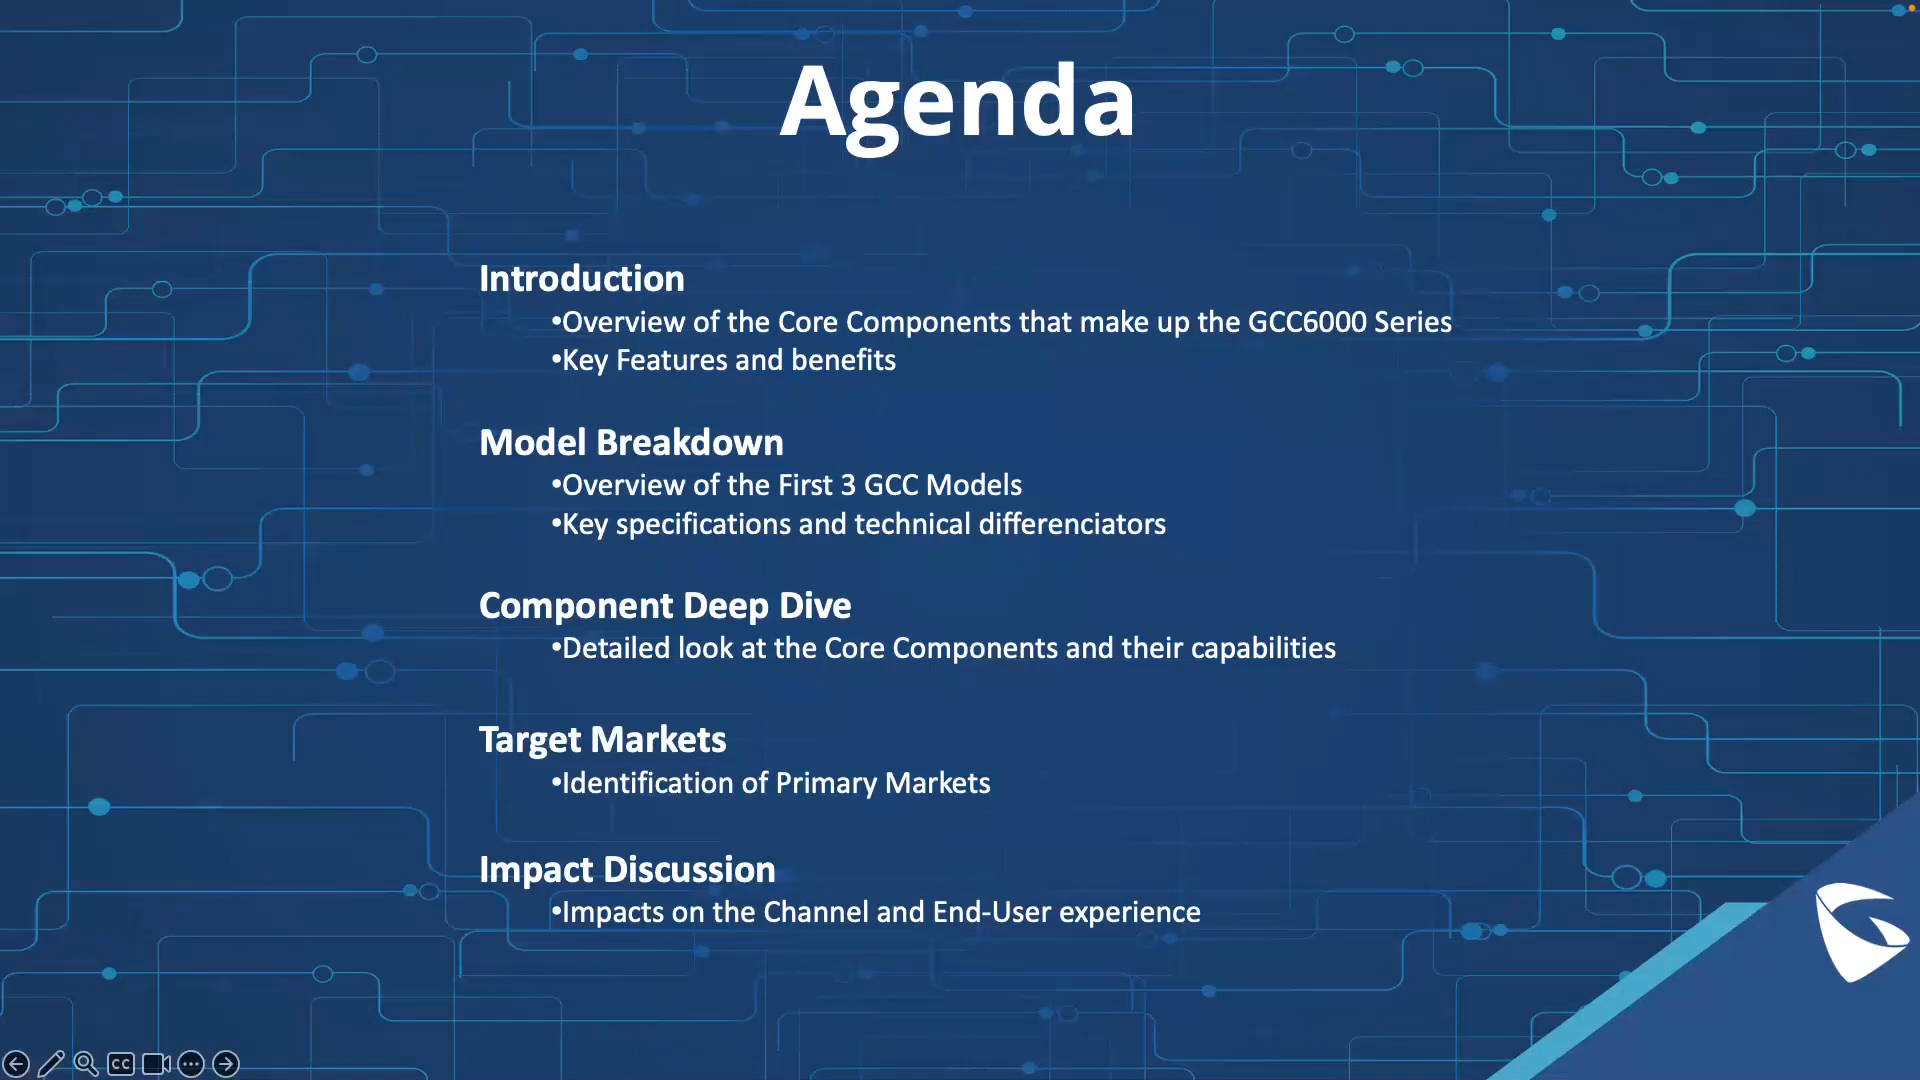 Agenda
Introduction
•Overview of the Core Components that make up the GCC6000 Series
•Key Features and benefits
Model Breakdown
•Overview of the First 3 GCC Models
•Key specifications and technical differenciators
Component Deep Dive
•Detailed look at the Core Components and their capabilities
Target Markets
•Identification of Primary Markets
Impact Discussion
•Impacts on the Channel and End-User experience
CC